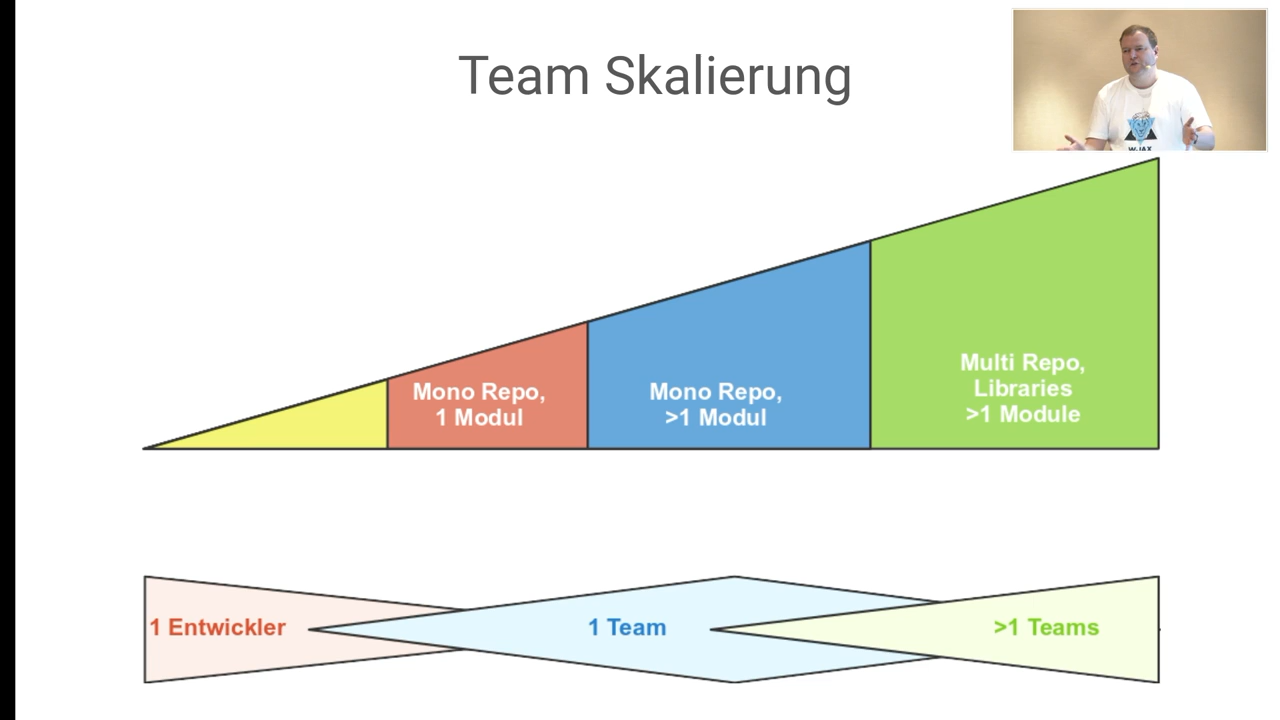 Team Skalierung
W-JAX
Mono Repo,
1 Modul
Mono Repo,
>1 Modul
Multi Repo,
Libraries
>1 Module
1 Entwickler
1 Team
>1 Teams